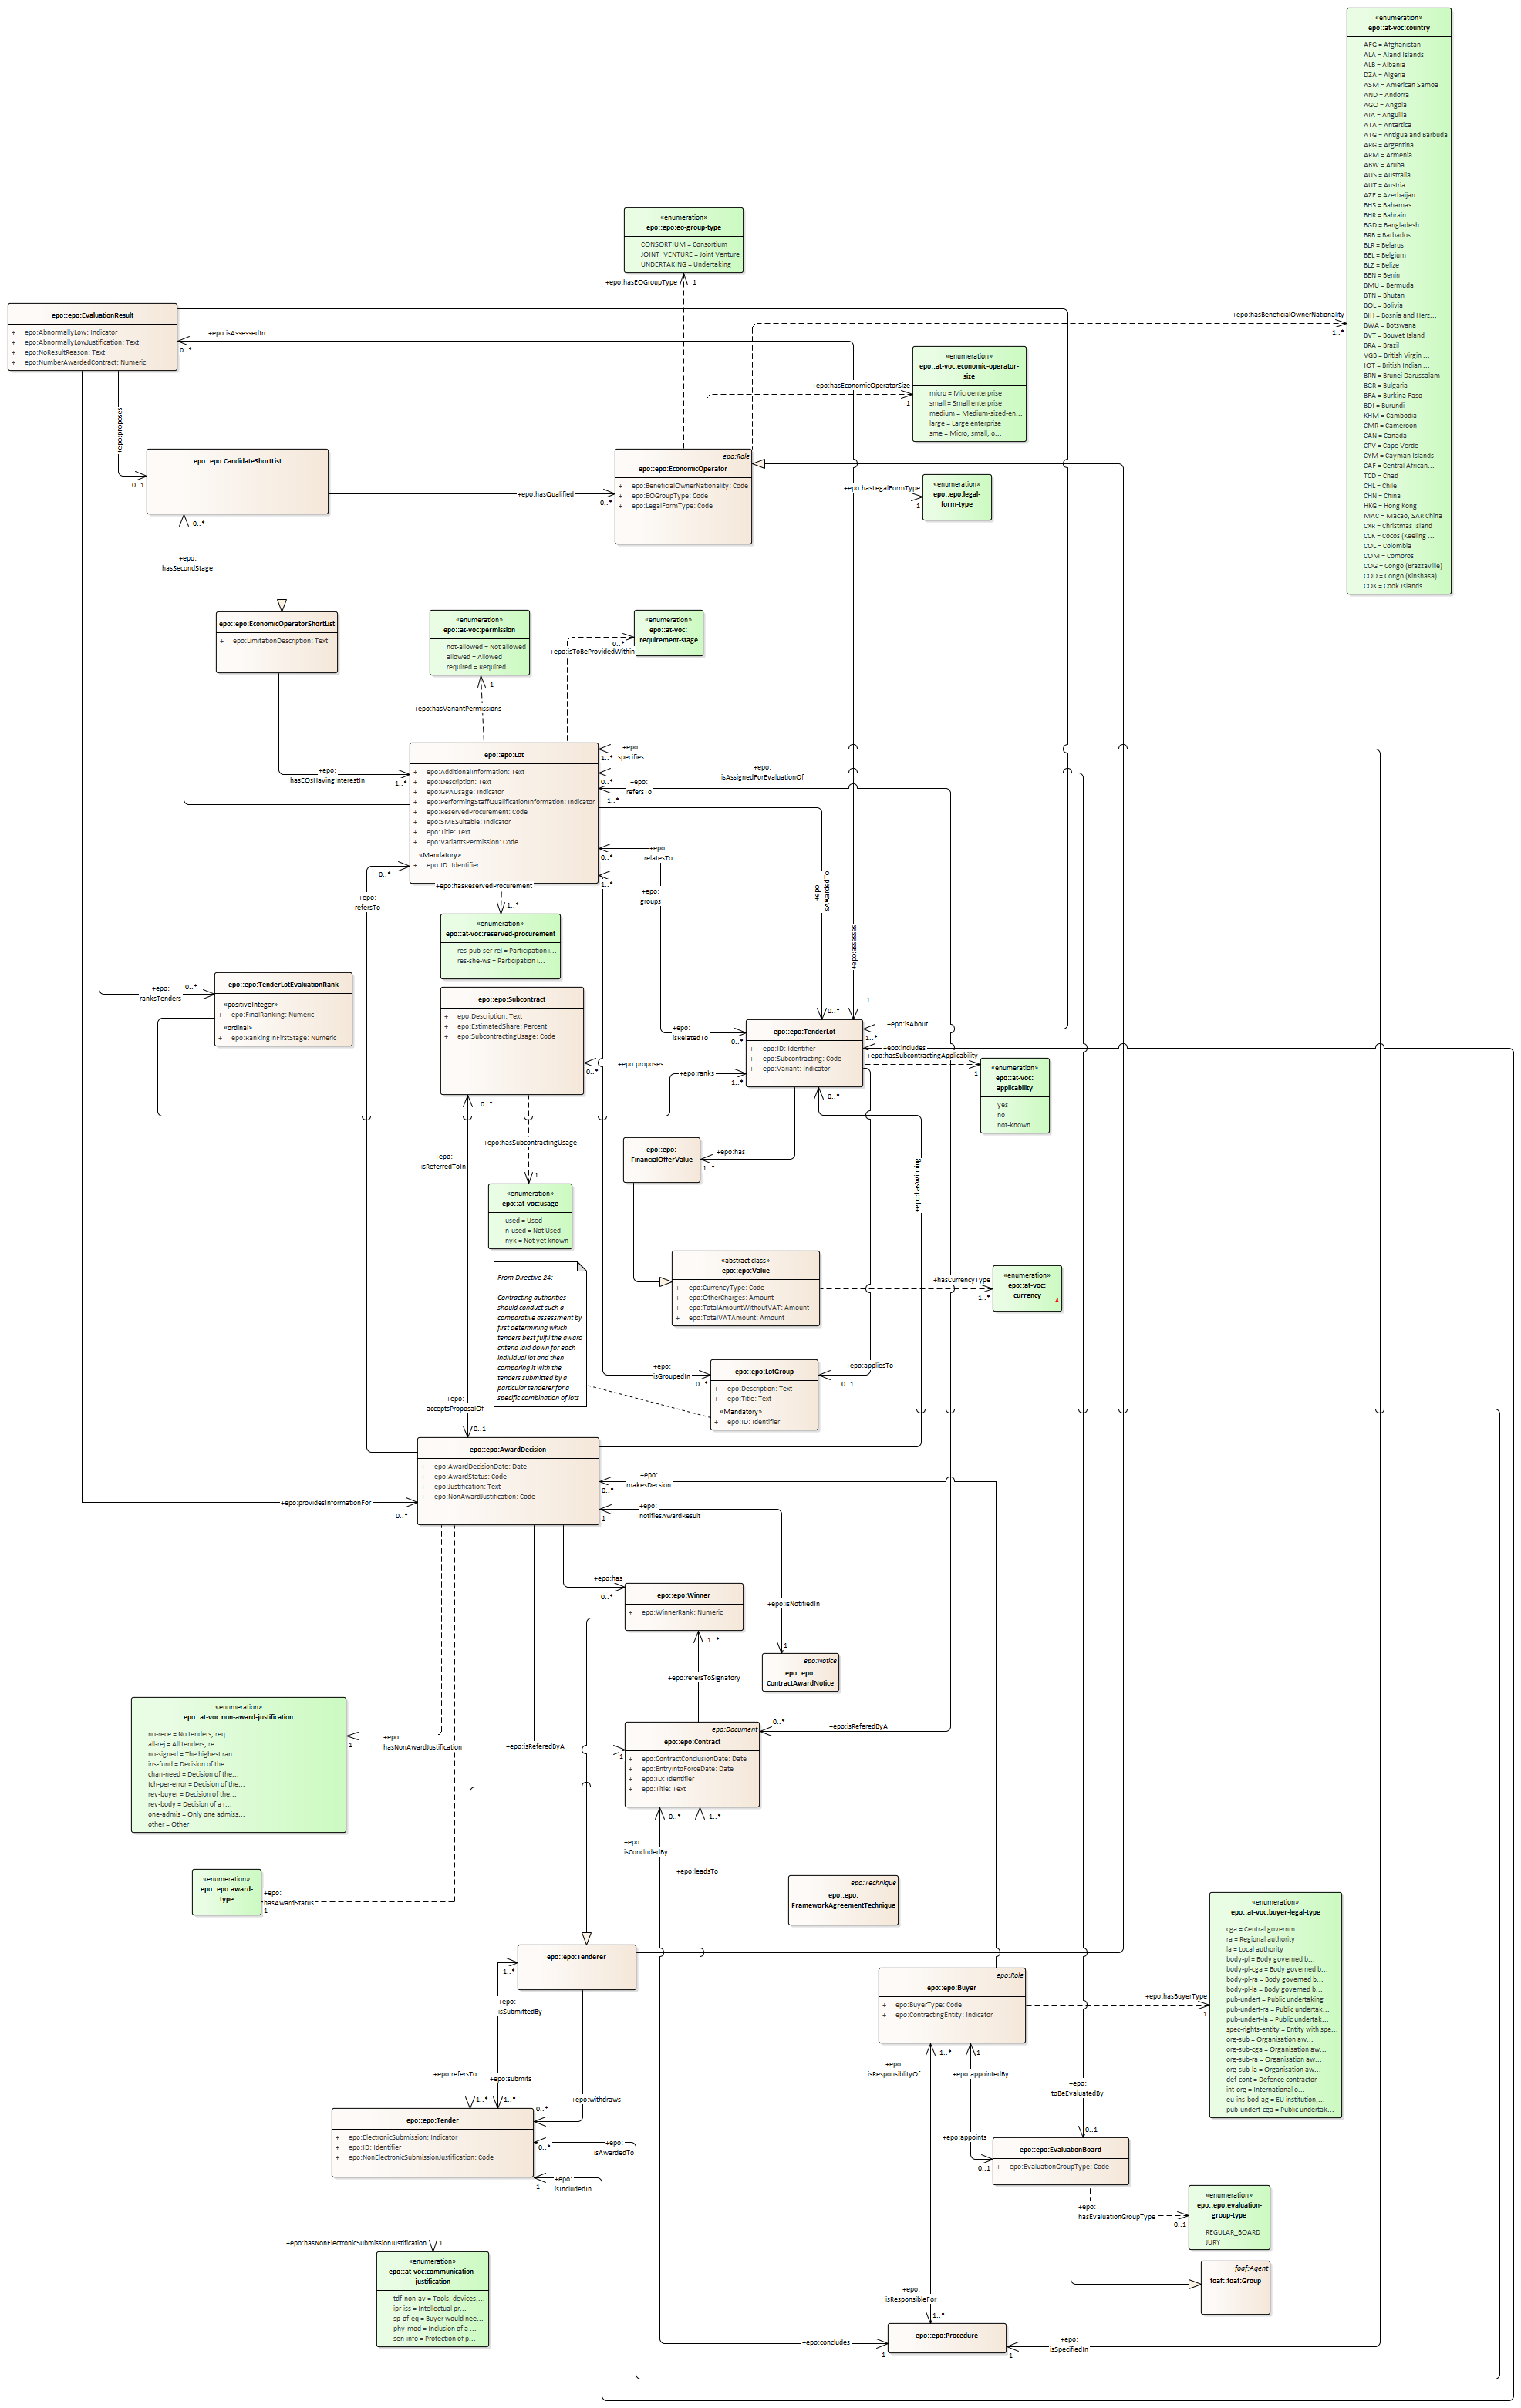 «enumeration»
epo::at-voc:country
AFG = Afghanistan
ALA = Aland Islands
ALB = Albania
DZA = Algeria
ASM = American Samoa
AND = Andorra
AGO = Angola
AIA = Anguilla
ATA = Antartica
ATG = Antigua and Barbuda
ARG = Argentina
ARM = Armenia
ABW = Aruba
AUS = Australia
AUT = Austria
AZE = Azerbaijan
BHS = Bahamas
BHR = Bahrain
BGD = Bangladesh
BRB = Barbados
BLR = Belarus
BEL = Belgium
BLZ = Belize
BEN = Benin
BMU = Bermuda
BTN = Bhutan
BOL = Bolivia
BIH = Bosnia and Herz...
BWA = Botswana
BVT = Bouvet Island
BRA = Brazil
VGB = British Virgin ...
IOT = British Indian ...
BRN = Brunei Darussalam
BGR = Bulgaria
BFA = Burkina Faso
BDI = Burundi
KHM = Cambodia
CMR = Cameroon
CAN = Canada
CPV = Cape Verde
CYM = Cayman Islands
CAF = Central African...
TCD = Chad
CHL = Chile
CHN = China
HKG = Hong Kong
MAC = Macao, SAR China
CXR = Christmas Island
CCK = Cocos (Keeling ...
COL = Colombia
COM = Comoros
COG = Congo (Brazzaville)
COD = Congo (Kinshasa)
COK = Cook Islands
«enumeration»
epo::epo:eo-group-type
CONSORTIUM = Consortium
JOINT_VENTURE = Joint Venture
UNDERTAKING = Undertaking
+epo:hasEOGroupType
1
+epo:hasBeneficialOwnerNationality
1..*
epo::epo:EvaluationResult
+ epo:AbnormallyLow: Indicator
+ epo:AbnormallyLowJustification: Text
+ epo:NoResultReason: Text
+ epo:NumberAwardedContract: Numeric
+epo:isAssessedIn
0..*
«enumeration»
epo::at-voc:economic-operator-
size
micro = Microenterprise
small = Small enterprise
medium = Medium-sized-en...
large = Large enterprise
sme = Micro, small, o...
+epo:hasEconomicOperatorSize
1
+epo:proposes
0..1
epo::epo:CandidateShortList
+epo:hasQualified
0..*
epo:Role
epo::epo:EconomicOperator
+ epo:BeneficialOwnerNationality: Code
+ epo:EOGroupType: Code
+ epo:LegalFormType: Code
+epo:hasLegalFormType
1
«enumeration»
epo::epo:legal-
form-type
0..*
+epo:
hasSecondStage
epo::epo:EconomicOperatorShortList
+ epo:LimitationDescription: Text
«enumeration»
epo::at-voc:permission
not-allowed = Not allowed
allowed = Allowed
required = Required
«enumeration»
epo::at-voc:
requirement-stage
0..*
+epo:isToBeProvidedWithin
1
+epo:hasVariantPermissions
+epo:
hasEOsHavingInterestIn
1..*
epo::epo:Lot
+ epo:AdditionalInformation: Text
+ epo:Description: Text
+ epo:GPAUsage: Indicator
+ epo:PerformingStaffQualificationInformation: Indicator
+ epo:ReservedProcurement: Code
+ epo:SMESuitable: Indicator
+ epo:Title: Text
+ epo:VariantsPermission: Code
«Mandatory»
+ epo:ID: Identifier
+epo:
specifies
1..*
+epo:
isAssignedForEvaluationOf
0..*
+epo:
refersTo
1..*
+epo:
relatesTo
0..*
+epo:
groups
1..*
0..*
+epo:
refersTo
+epo:hasReservedProcurement
1..*
+epo:
isAwardedTo
+epo:assesses
«enumeration»
epo::at-voc:reserved-procurement
res-pub-ser-rel = Participation i...
res-she-ws = Participation i...
epo::epo:TenderLotEvaluationRank
«positiveInteger»
+ epo:FinalRanking: Numeric
«ordinal»
+ epo:RankingInFirstStage: Numeric
+epo:
ranksTenders
0..*
epo::epo:Subcontract
+ epo:Description: Text
+ epo:EstimatedShare: Percent
+ epo:SubcontractingUsage: Code
0..*
1
+epo:
isRelatedTo
0..*
epo::epo:TenderLot
+ epo:ID: Identifier
+ epo:Subcontracting: Code
+ epo:Variant: Indicator
+epo:isAbout
1..*
+epo:includes
+epo:hasSubcontractingApplicability
1
+epo:proposes
0..*
+epo:ranks
1..*
0..*
«enumeration»
epo::at-voc:
applicability
yes
no
not-known
0..*
+epo:
isReferredToIn
+epo:hasSubcontractingUsage
1
«enumeration»
epo::at-voc:usage
used = Used
n-used = Not Used
nyk = Not yet known
epo::epo:
FinancialOfferValue
+epo:has
1..*
+epo:hasWinning
«abstract class»
epo::epo:Value
+ epo:CurrencyType: Code
+ epo:OtherCharges: Amount
+ epo:TotalAmountWithoutVAT: Amount
+ epo:TotalVATAmount: Amount
+epo:hasCurrencyType
1..*
«enumeration»
epo::at-voc:
currency
From Directive 24:
Contracting authorities
should conduct such a
comparative assessment by
first determining which
tenders best fulfil the award
criteria laid down for each
individual lot and then
comparing it with the
tenders submitted by a
particular tenderer for a
specific combination of lots
+epo:
isGroupedIn
0..*
epo::epo:LotGroup
+ epo:Description: Text
+ epo:Title: Text
«Mandatory»
+ epo:ID: Identifier
+epo:appliesTo
0..1
+epo:
acceptsProposalOf
0..1
epo::epo:AwardDecision
+ epo:AwardDecisionDate: Date
+ epo:AwardStatus: Code
+ epo:Justification: Text
+ epo:NonAwardJustification: Code
+epo:providesInformationFor
0..*
+epo:
makesDecsion
0..*
+epo:
notifiesAwardResult
1
+epo:has
0..*
epo::epo:Winner
+ epo:WinnerRank: Numeric
+epo:isNotifiedIn
1
epo:Notice
epo::epo:
ContractAwardNotice
1..*
+epo:refersToSignatory
«enumeration»
epo::at-voc:non-award-justification
no-rece = No tenders, req...
all-rej = All tenders, re...
no-signed = The highest ran...
ins-fund = Decision of the...
chan-need = Decision of the...
tch-per-error = Decision of the...
rev-buyer = Decision of the...
rev-body = Decision of a r...
one-admis = Only one admiss...
other = Other
1
+epo:
hasNonAwardJustification
+epo:isReferedByA
1
epo:Document
epo::epo:Contract
+ epo:ContractConclusionDate: Date
+ epo:EntryintoForceDate: Date
+ epo:ID: Identifier
+ epo:Title: Text
0..*
+epo:isReferedByA
0..*
1..*
+epo:
isConcludedBy
+epo:leadsTo
«enumeration»
epo::epo:award-
type
+epo:
hasAwardStatus
1
epo:Technique
epo::epo:
FrameworkAgreementTechnique
epo::epo:Tenderer
1..*
+epo:
isSubmittedBy
epo:Role
epo::epo:Buyer
+ epo:BuyerType: Code
+ epo:ContractingEntity: Indicator
+epo:hasBuyerType
1
«enumeration»
epo::at-voc:buyer-legal-type
cga = Central governm...
ra = Regional authority
la = Local authority
body-pl = Body governed b...
body-pl-cga = Body governed b...
body-pl-ra = Body governed b...
body-pl-la = Body governed b...
pub-undert = Public undertaking
pub-undert-ra = Public undertak...
pub-undert-la = Public undertak...
spec-rights-entity = Entity with spe...
org-sub = Organisation aw...
org-sub-cga = Organisation aw...
org-sub-ra = Organisation aw...
org-sub-la = Organisation aw...
def-cont = Defence contractor
int-org = International o...
eu-ins-bod-ag = EU institution,...
pub-undert-cga = Public undertak...
1..*
1
+epo:
isResponsiblityOf
+epo:appointedBy
+epo:
toBeEvaluatedBy
0..1
+epo:refersTo
1..*
+epo:submits
1..*
+epo:withdraws
0..*
epo::epo:Tender
+ epo:ElectronicSubmission: Indicator
+ epo:ID: Identifier
+ epo:NonElectronicSubmissionJustification: Code
0..*
+epo:
isAwardedTo
1
+epo:
isIncludedIn
+epo:appoints
0..1
epo::epo:EvaluationBoard
+ epo:EvaluationGroupType: Code
+epo:
hasEvaluationGroupType
0..1
«enumeration»
epo::epo:evaluation-
group-type
REGULAR_BOARD
JURY
foaf:Agent
foaf::foaf:Group
+epo:hasNonElectronicSubmissionJustification
1
«enumeration»
epo::at-voc:communication-
justification
tdf-non-av = Tools, devices,...
ipr-iss = Intellectual pr...
sp-of-eq = Buyer would nee...
phy-mod = Inclusion of a ...
sen-info = Protection of p...
+epo:
isResponsibleFor
1..*
epo::epo:Procedure
+epo:concludes
1
+epo:
isSpecifiedIn
1